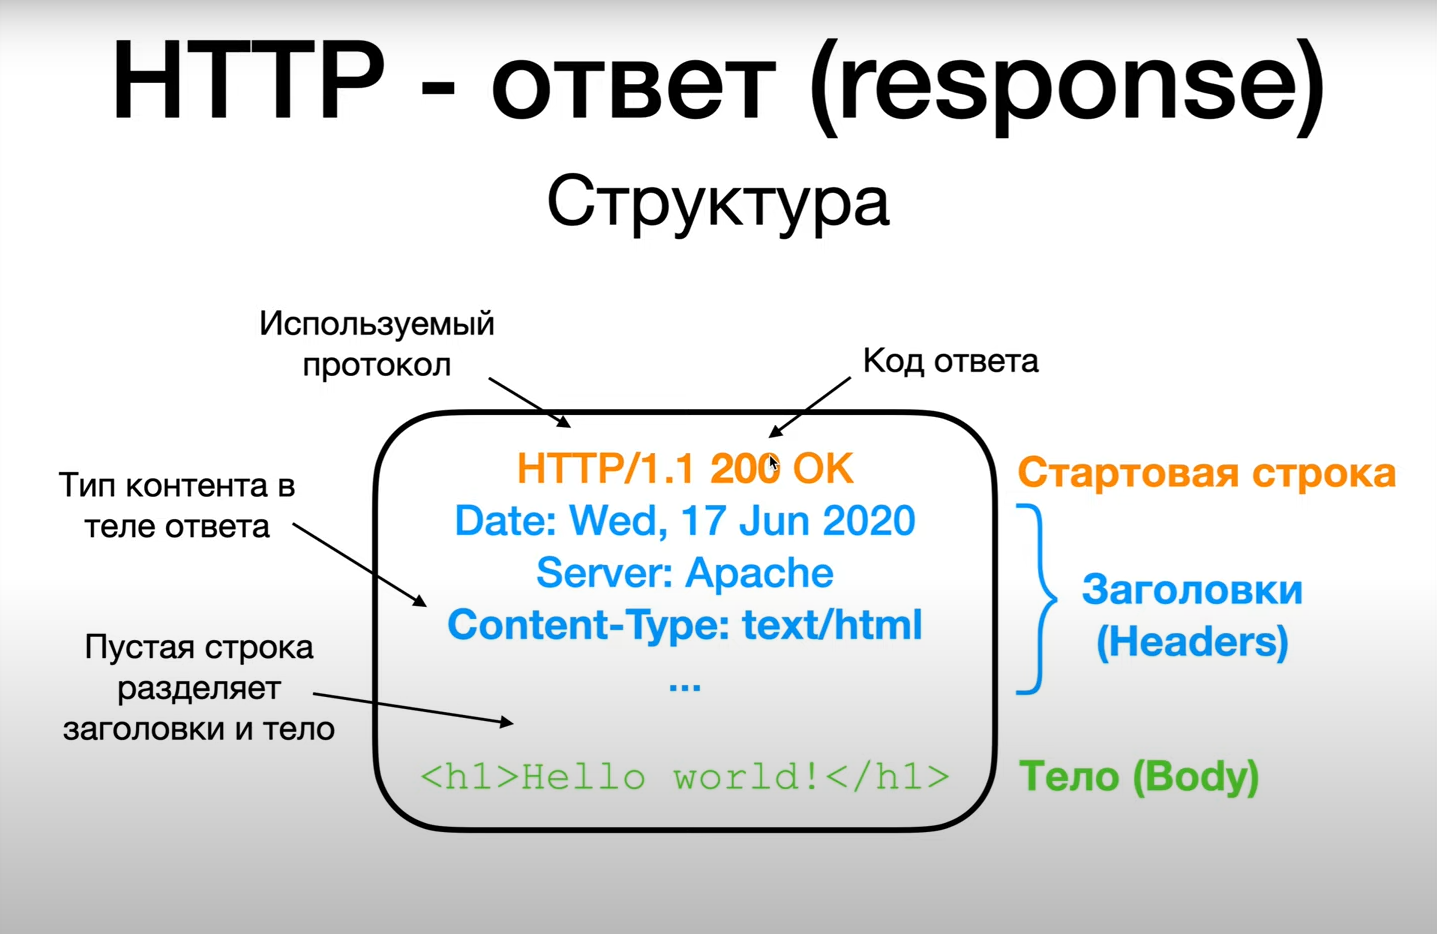 HTTP - ответ (response)
Структура
Используемый
протокол
Код ответа
HTTP/1.1 200 OK
Стартовая строка
Тип контента в
теле ответа
Date: Wed, 17 Jun 2020
Server: Apache
Content-Type: text/html
...
Заголовки
(Headers)
Пустая строка
разделяет
заголовки и тело
<h1>Hello world!</h1>
Тело (Body)